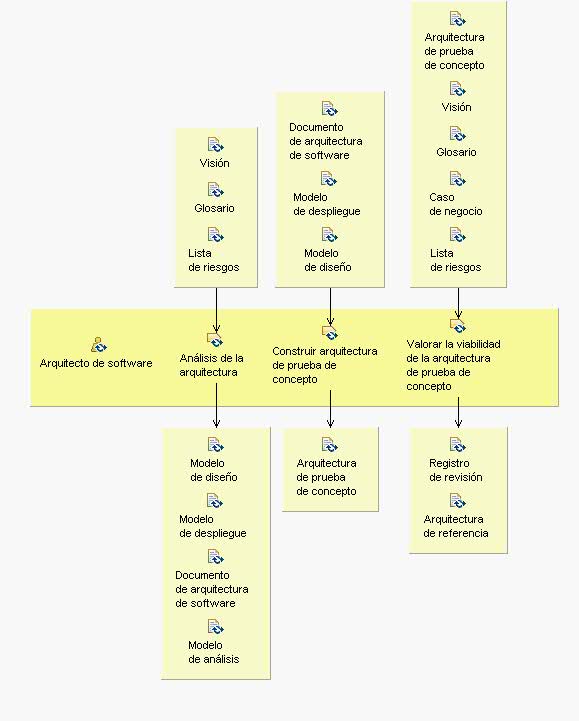 Visión
Glosario
Lista
de riesgos
Documento
de arquitectura
de software
Modelo
de despliegue
Modelo
de diseño
Arquitectura
de prueba
de concepto
Visión
Glosario
Caso
de negocio
Lista
de riesgos
Arquitecto de software
Análisis de la
arquitectura
Construir arquitectura
de prueba de
concepto
Valorar la viabilidad
de la arquitectura
de prueba de
concepto
Modelo
de diseño
Modelo
de despliegue
Documento
de arquitectura
de software
Modelo
de análisis
Arquitectura
de prueba
de concepto
Registro
de revisión
Arquitectura
de referencia